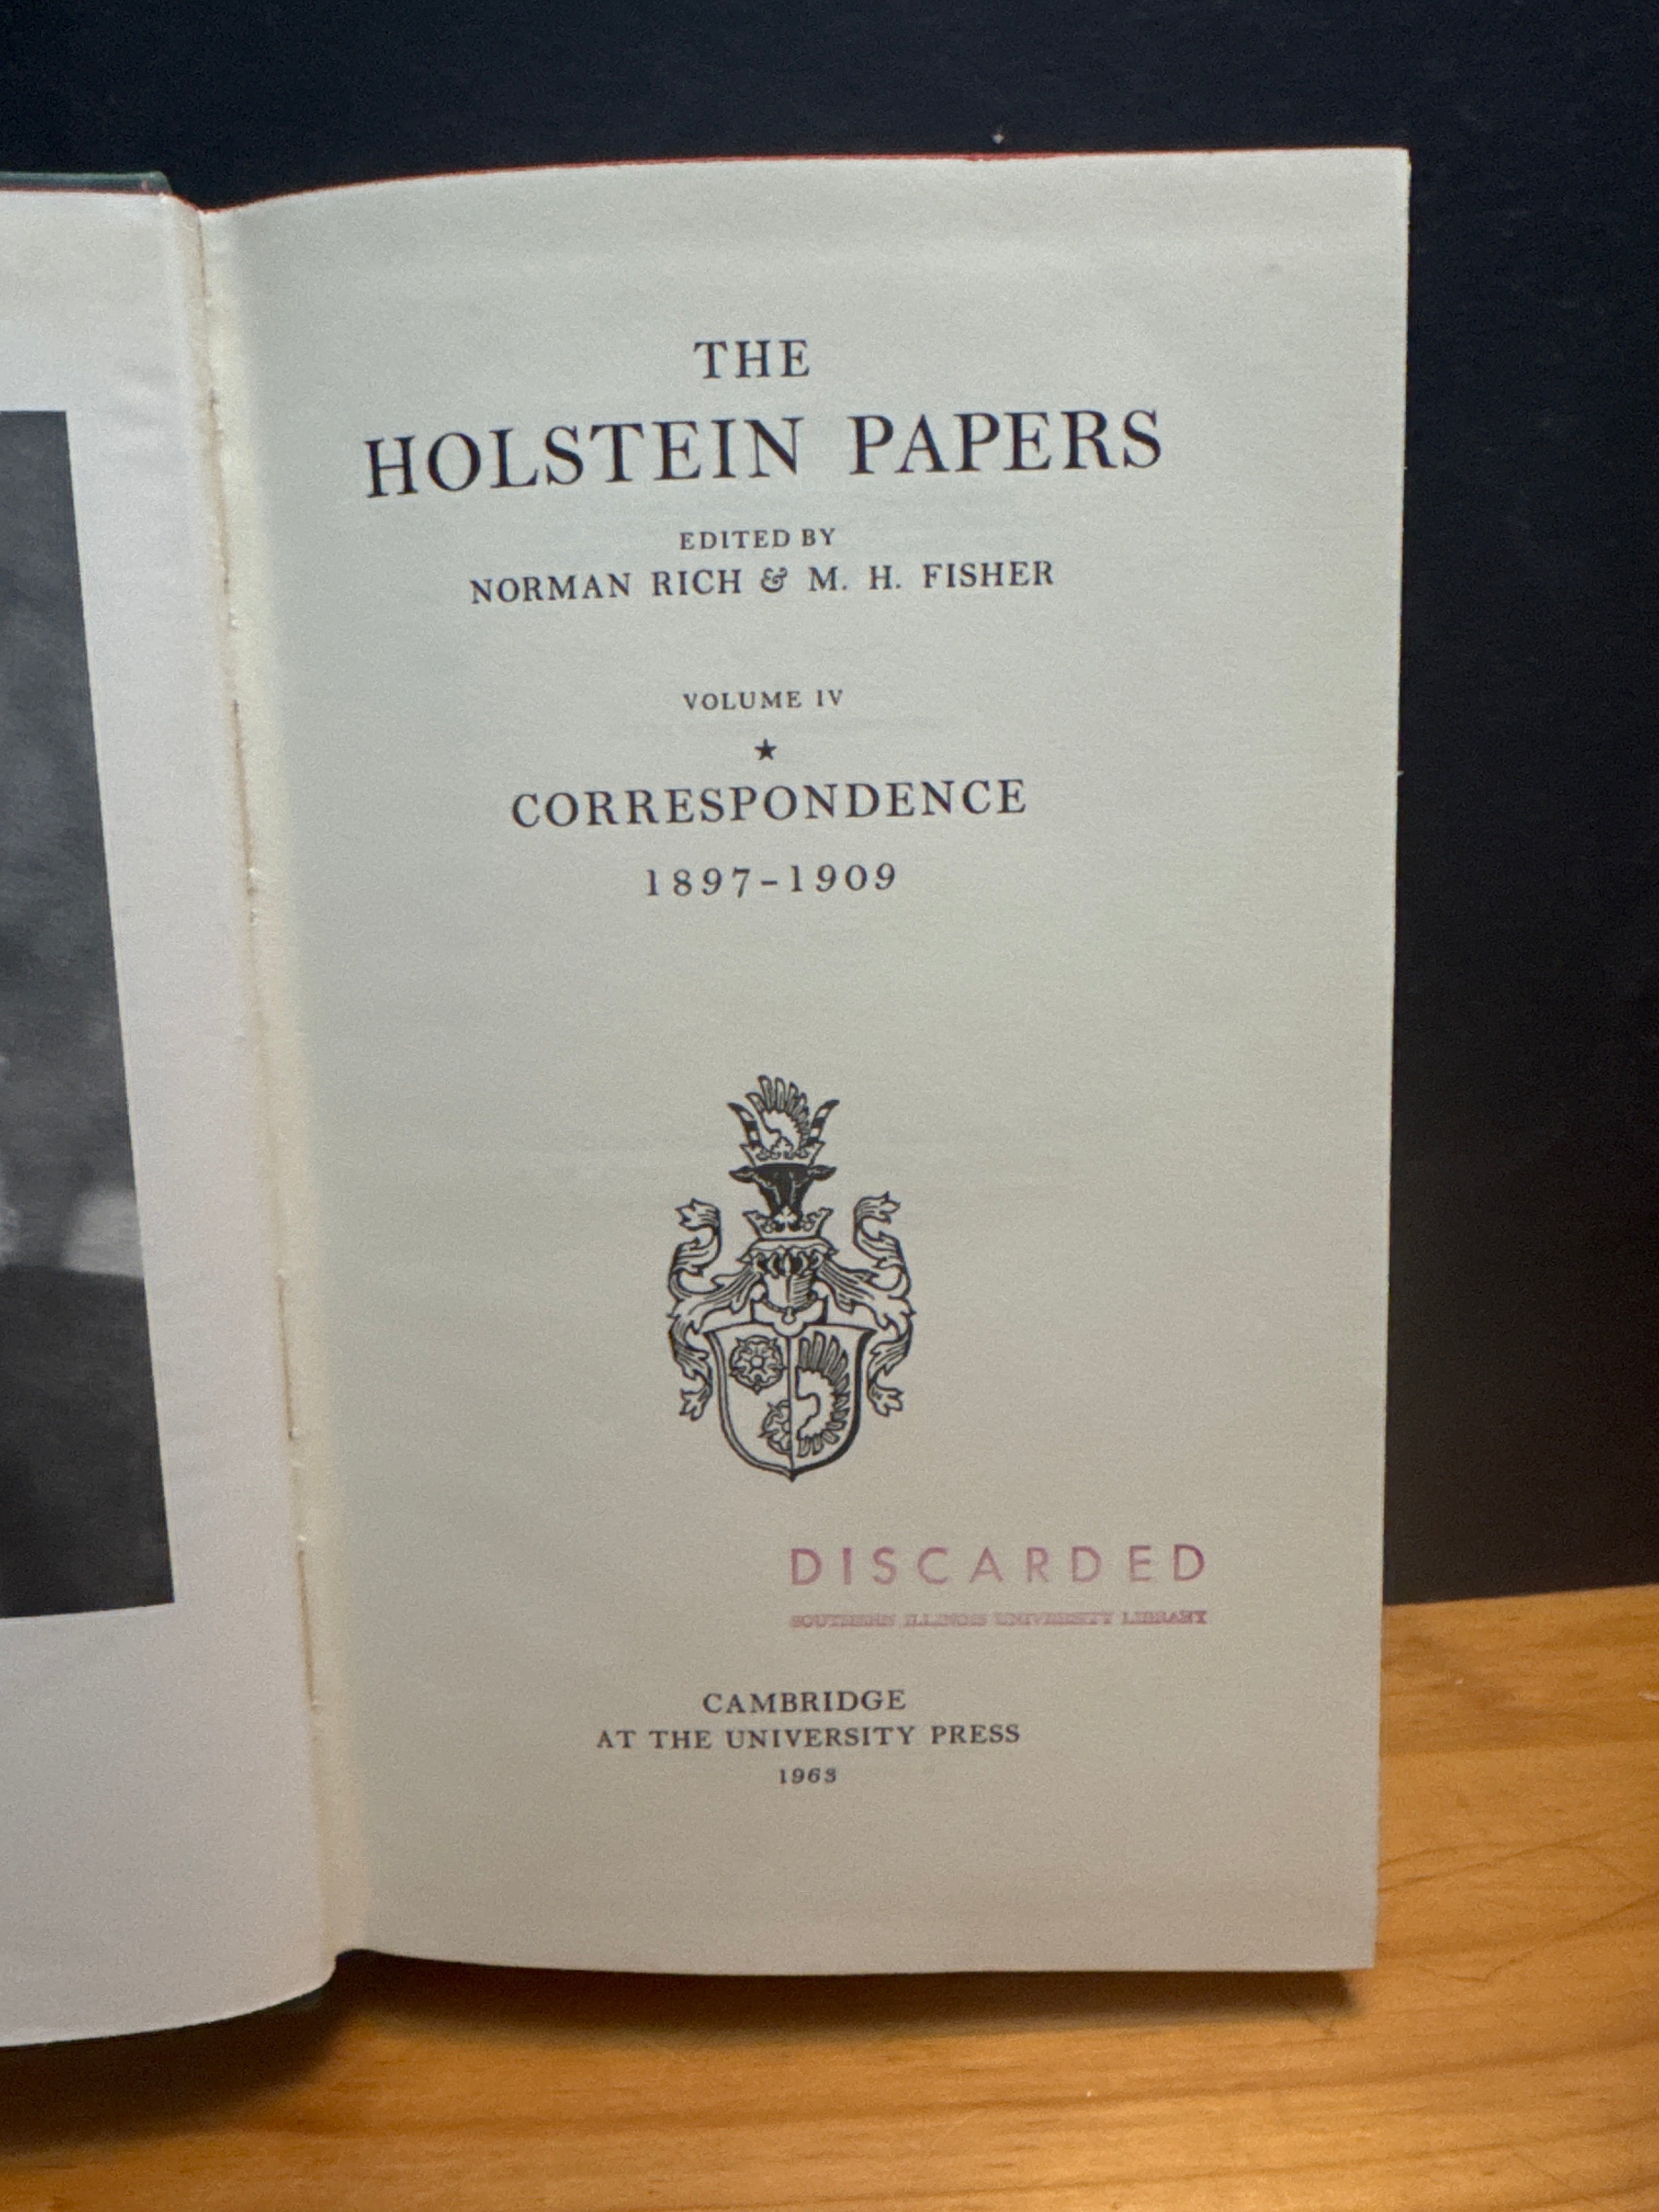 THE
HOLSTEIN PAPERS
EDITED BY
NORMAN RICH & M. H. FISHER
VOLUME IV
★
CORRESPONDENCE
1897–1909
DISCARDED
SOUTHERN ILLINOIS UNIVERSITY LIBRARY
CAMBRIDGE
AT THE UNIVERSITY PRESS
1963